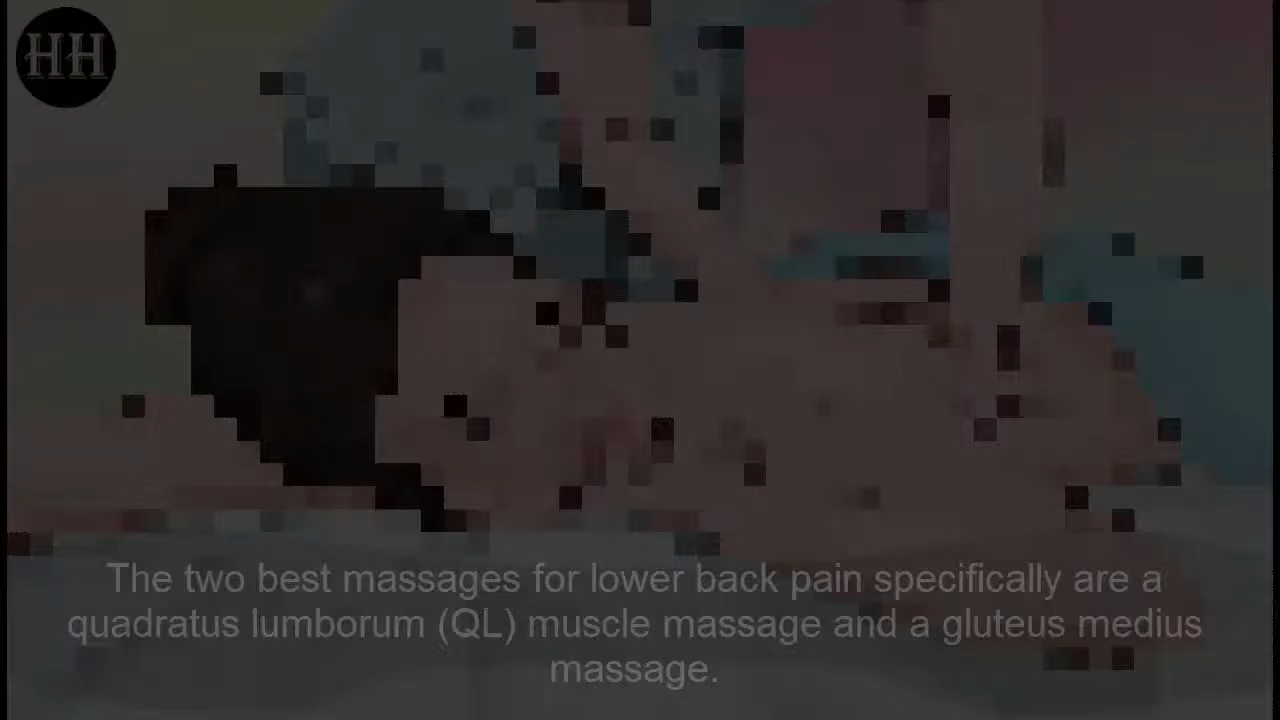 HH
The two best massages for lower back pain specifically are a
quadratus lumborum (QL) muscle massage and a gluteus medius
massage.